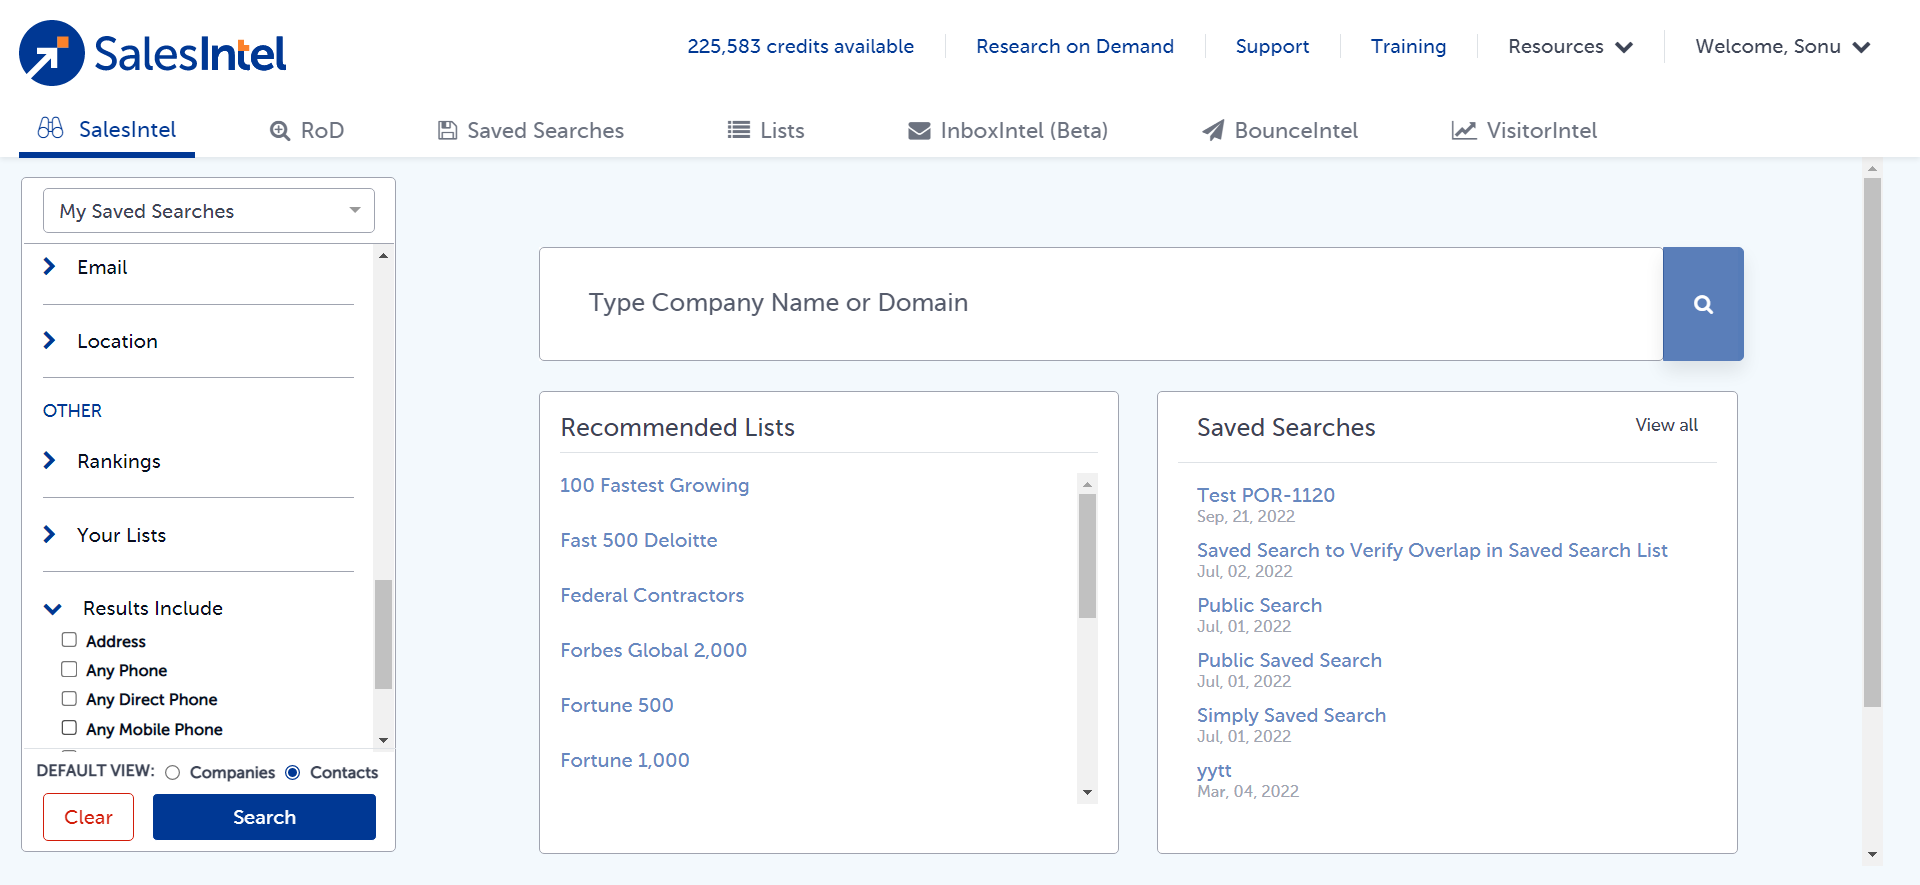 SalesIntel
225,583 credits available
Research on Demand
Support
Training
Resources
Welcome, Sonu
SalesIntel
RoD
Saved Searches
Lists
InboxIntel (Beta)
BounceIntel
VisitorIntel
My Saved Searches
Email
Location
OTHER
Rankings
Your Lists
Results Include
Address
Any Phone
Any Direct Phone
Any Mobile Phone
DEFAULT VIEW: Companies Contacts
Clear
Search
Type Company Name or Domain
Recommended Lists
100 Fastest Growing
Fast 500 Deloitte
Federal Contractors
Forbes Global 2,000
Fortune 500
Fortune 1,000
Saved Searches
View all
Test POR-1120
Sep, 21, 2022
Saved Search to Verify Overlap in Saved Search List
Jul, 02, 2022
Public Search
Jul, 01, 2022
Public Saved Search
Jul, 01, 2022
Simply Saved Search
Jul, 01, 2022
yytt
Mar, 04, 2022